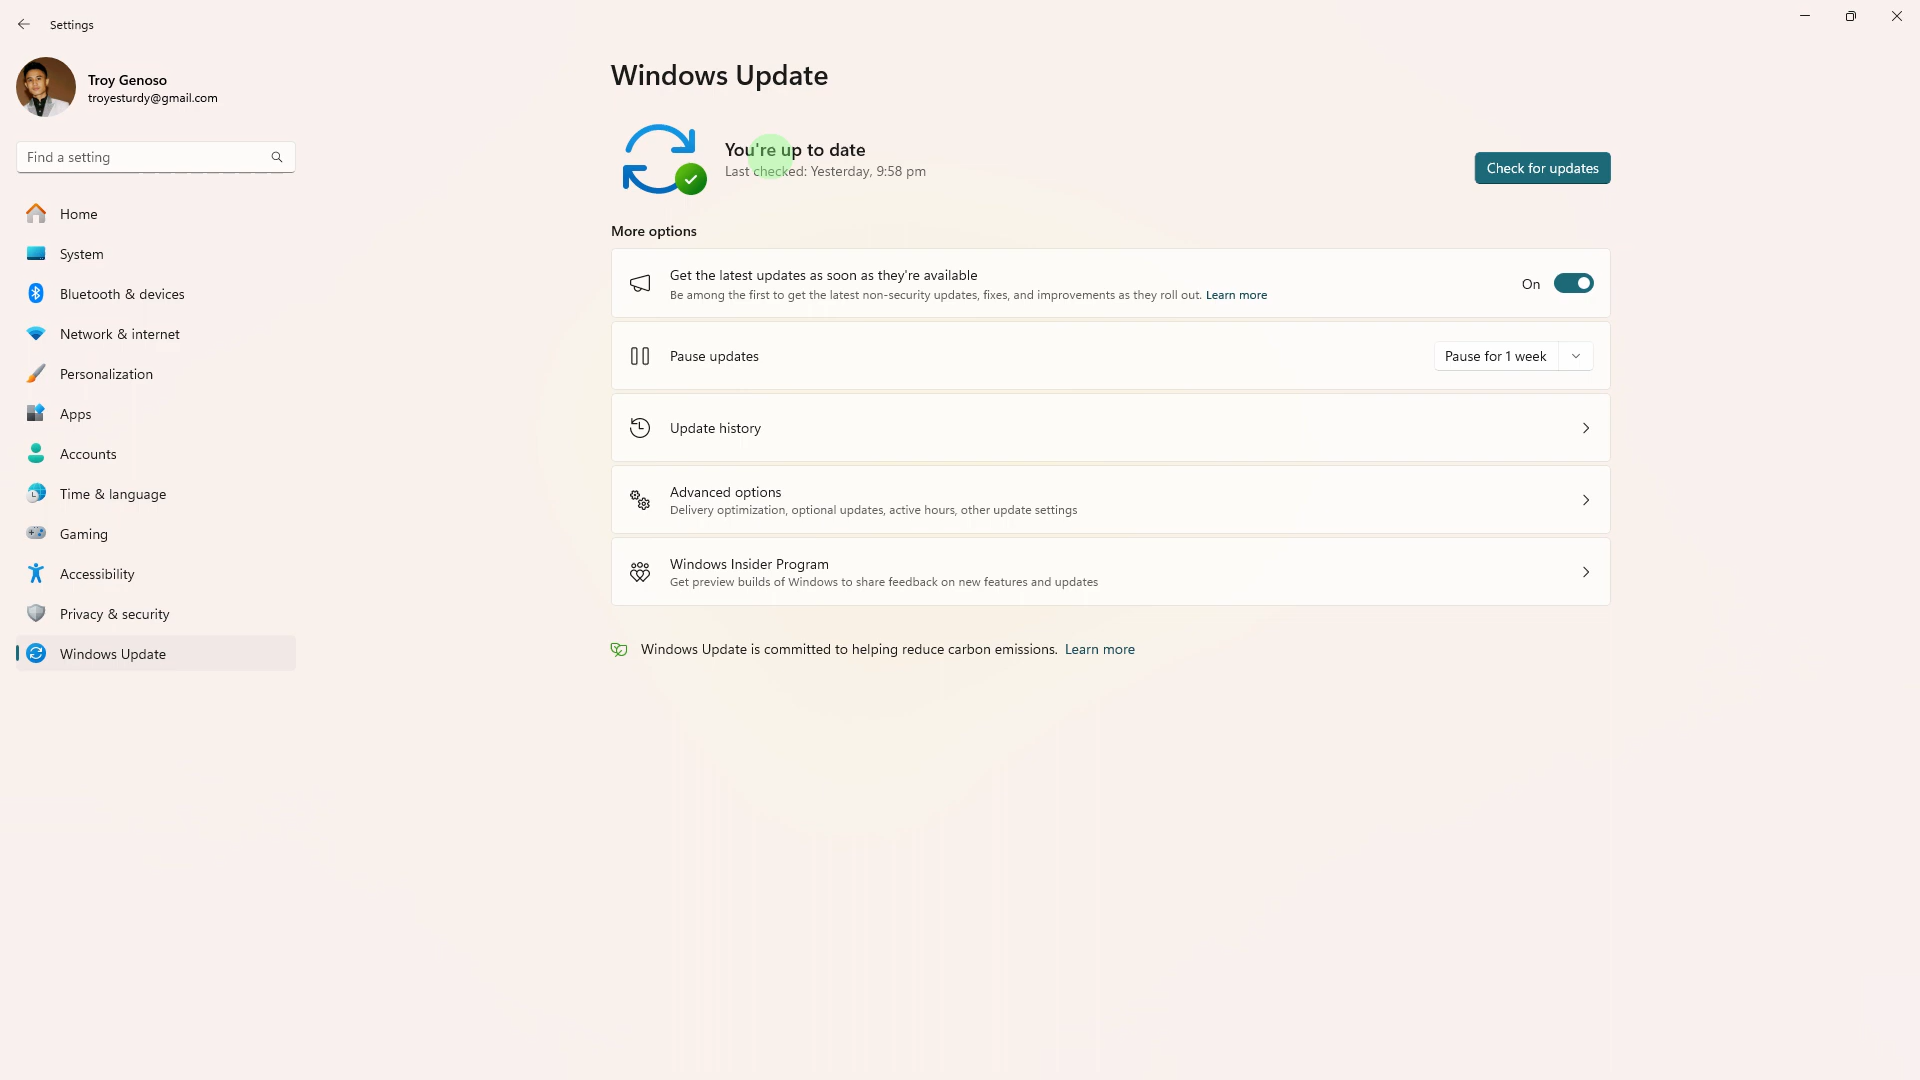 Settings
Troy Genoso
troyesturdy@gmail.com
Find a setting
Home
System
Bluetooth & devices
Network & internet
Personalization
Apps
Accounts
Time & language
Gaming
Accessibility
Privacy & security
Windows Update
Windows Update
You're up to date
Last checked: Yesterday, 9:58 pm
Check for updates
More options
Get the latest updates as soon as they're available
Be among the first to get the latest non-security updates, fixes, and improvements as they roll out. Learn more
On
Pause updates
Pause for 1 week
Update history
Advanced options
Delivery optimization, optional updates, active hours, other update settings
Windows Insider Program
Get preview builds of Windows to share feedback on new features and updates
Windows Update is committed to helping reduce carbon emissions. Learn more